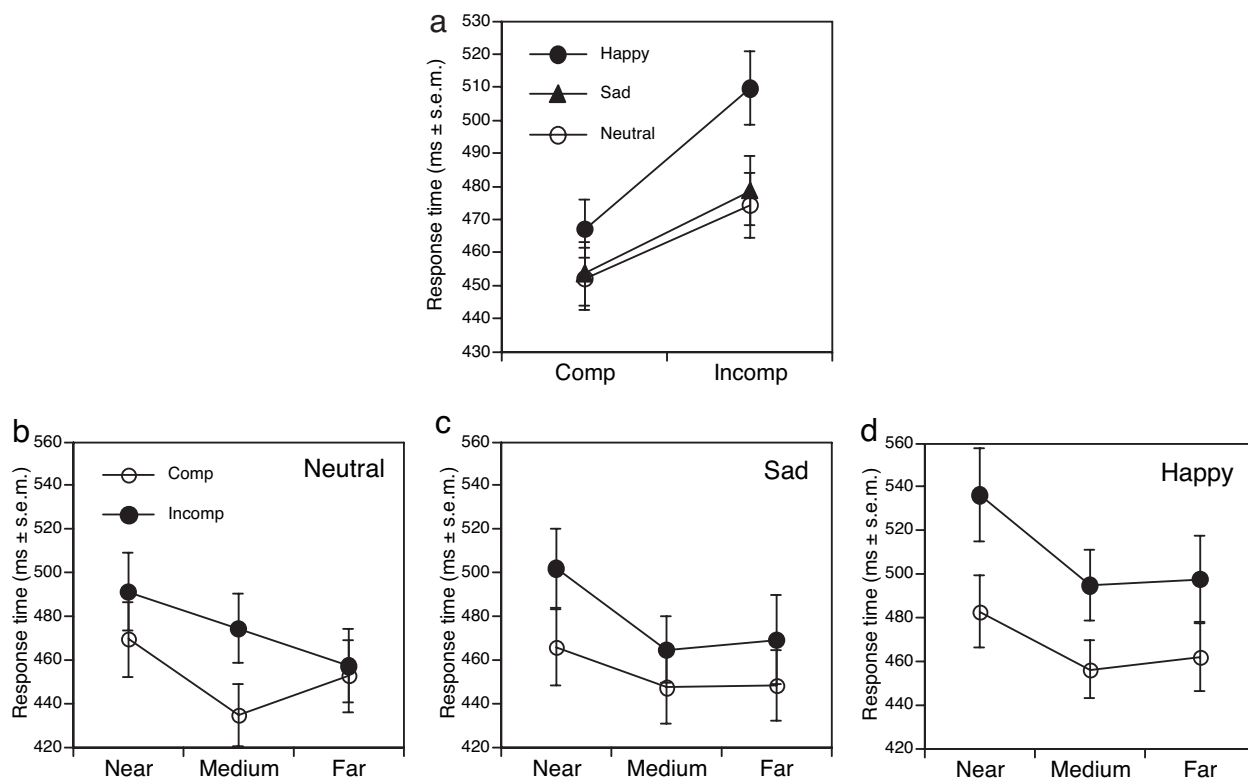 a
Response time (ms ± s.e.m.)
530
520
510
500
490
480
470
460
450
440
430
Happy
Sad
Neutral
Comp Incomp
b
Response time (ms ± s.e.m.)
560
540
520
500
480
460
440
420
Neutral
Comp
Incomp
Near Medium Far
c
Response time (ms ± s.e.m.)
560
540
520
500
480
460
440
420
Sad
Near Medium Far
d
Response time (ms ± s.e.m.)
560
540
520
500
480
460
440
420
Happy
Near Medium Far